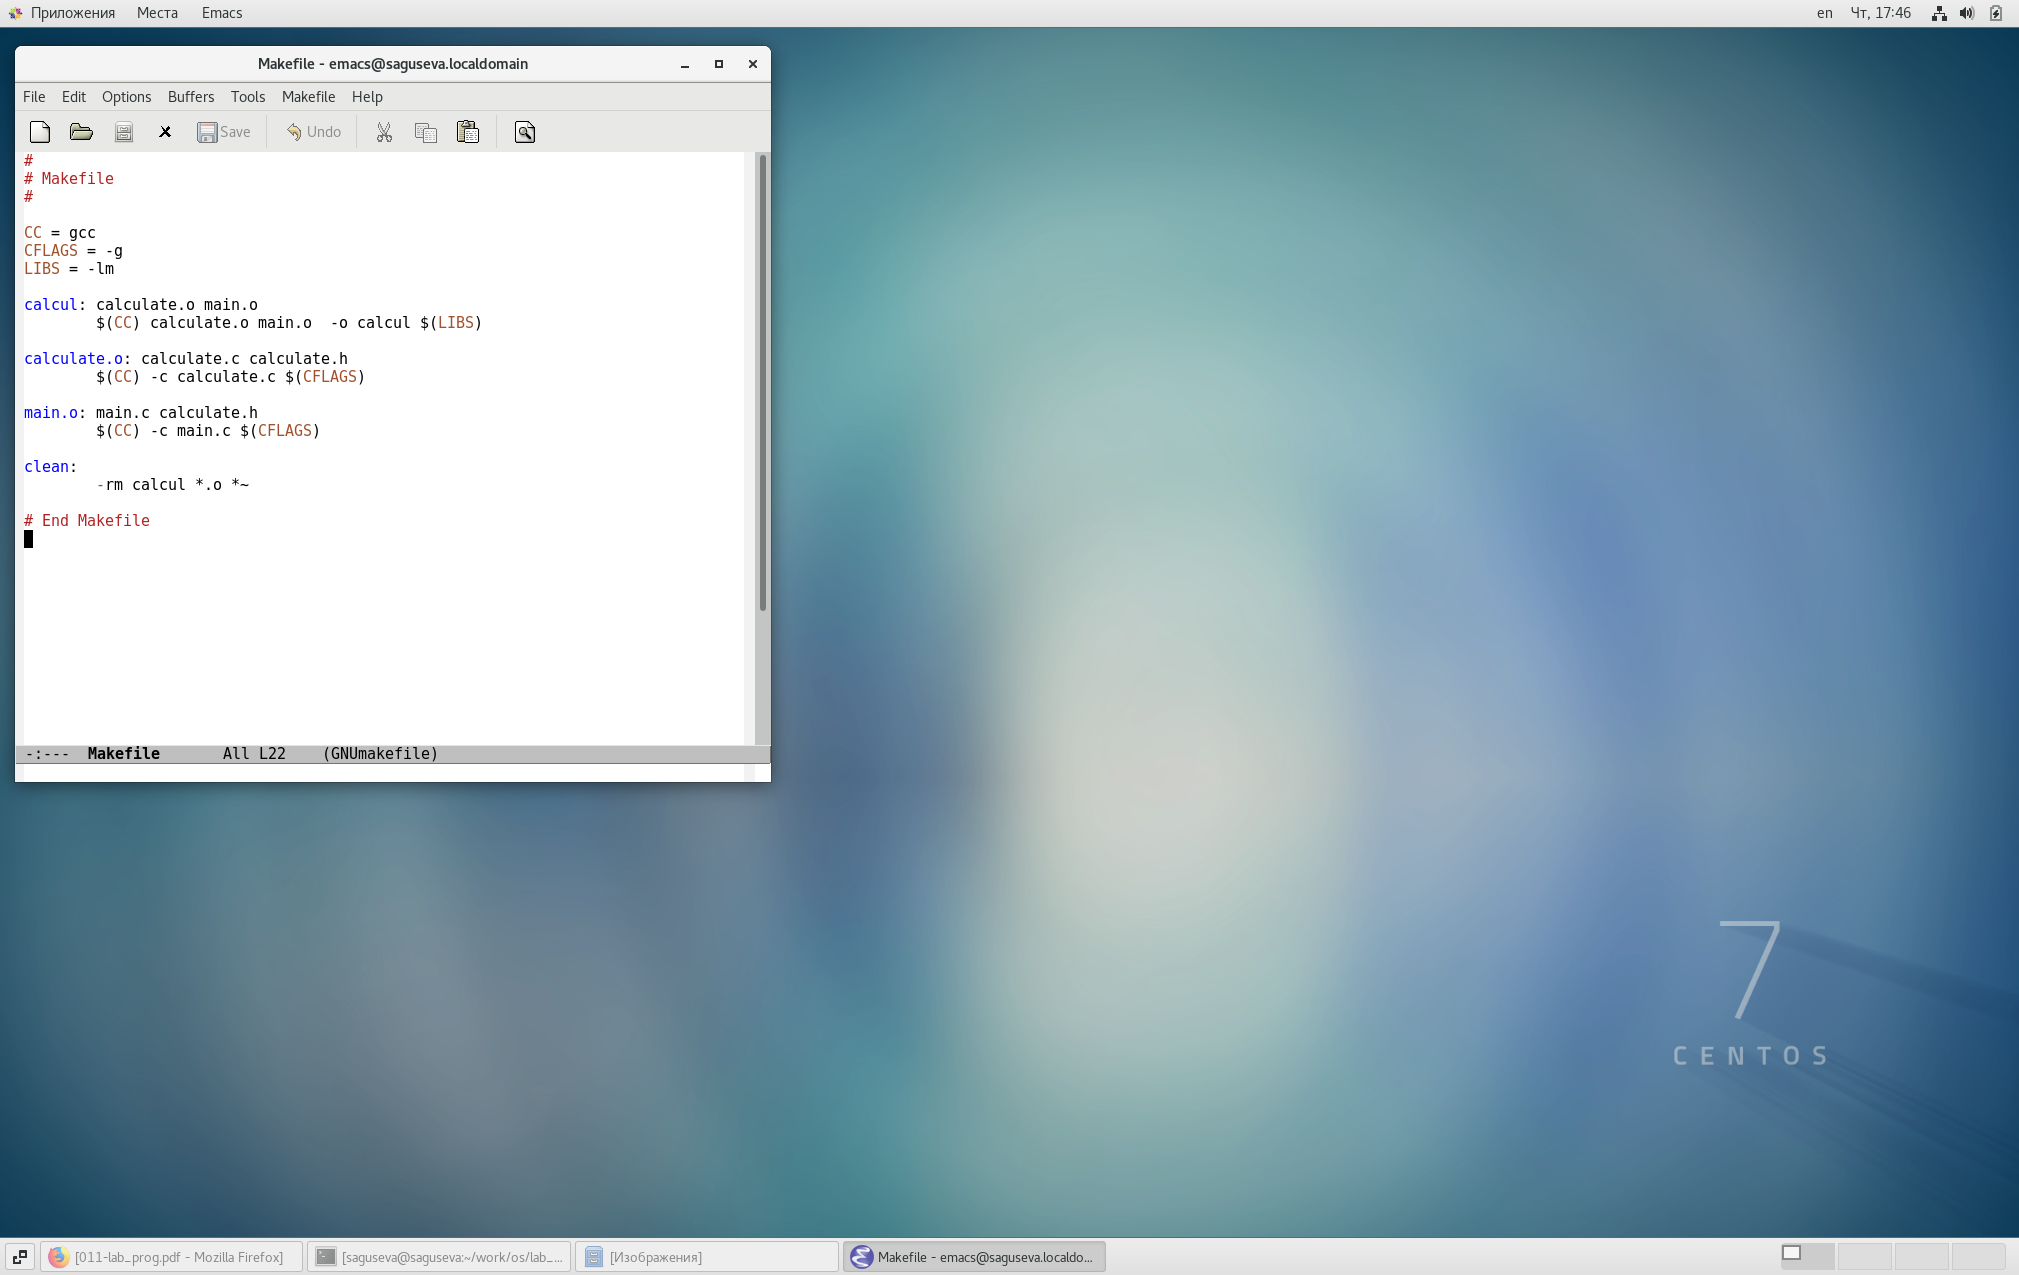 Приложения Места Emacs en Чт, 17:46
Makefile - emacs@saguseva.localdomain
File Edit Options Buffers Tools Makefile Help
Save Undo
#
# Makefile
#
CC = gcc
CFLAGS = -g
LIBS = -lm
calcul: calculate.o main.o
$(CC) calculate.o main.o  -o calcul $(LIBS)
calculate.o: calculate.c calculate.h
$(CC) -c calculate.c $(CFLAGS)
main.o: main.c calculate.h
$(CC) -c main.c $(CFLAGS)
clean:
-rm calcul *.o *~
# End Makefile
-:--- Makefile All L22 (GNUmakefile)
7
CENTOS
[011-lab_prog.pdf - Mozilla Firefox] [saguseva@saguseva:~/work/os/lab_... [Изображения] Makefile - emacs@saguseva.localdo...